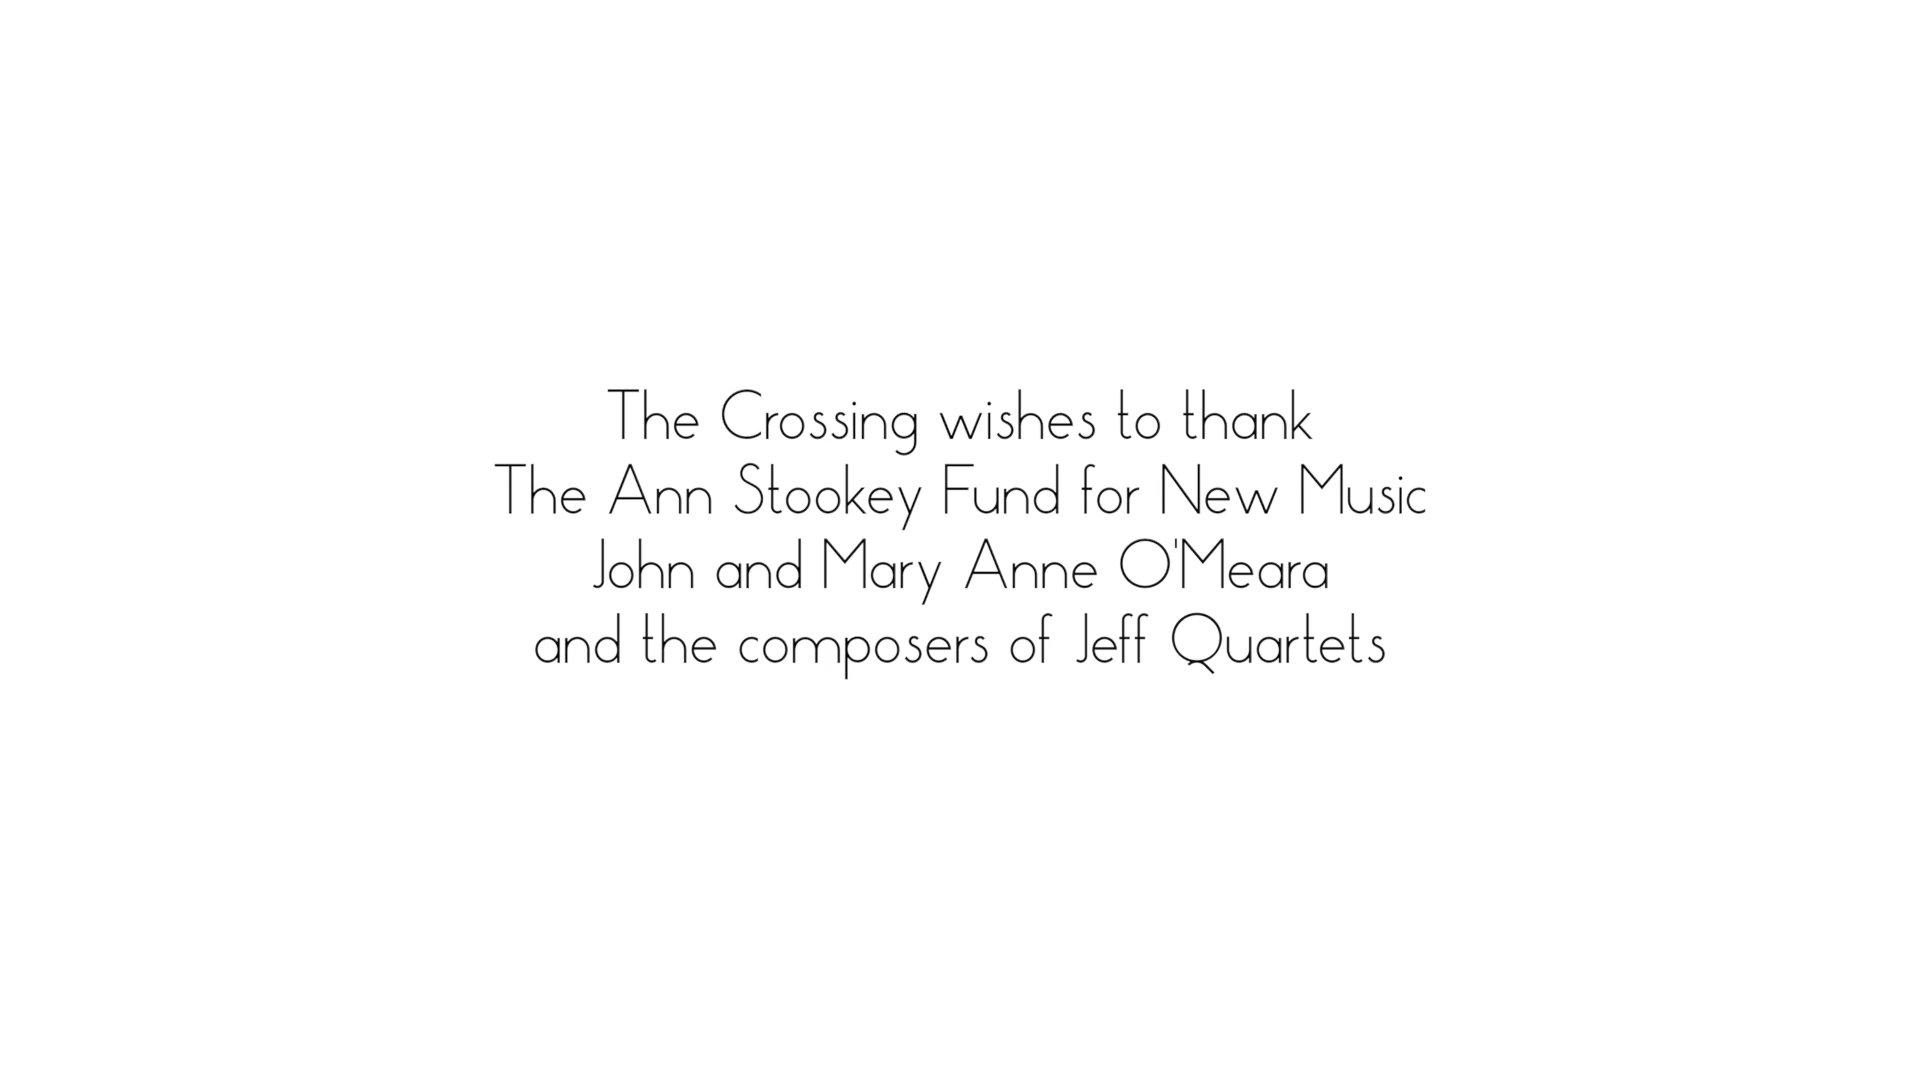 The Crossing wishes to thank
The Ann Stookey Fund for New Music
John and Mary Anne O'Meara
and the composers of Jeff Quartets